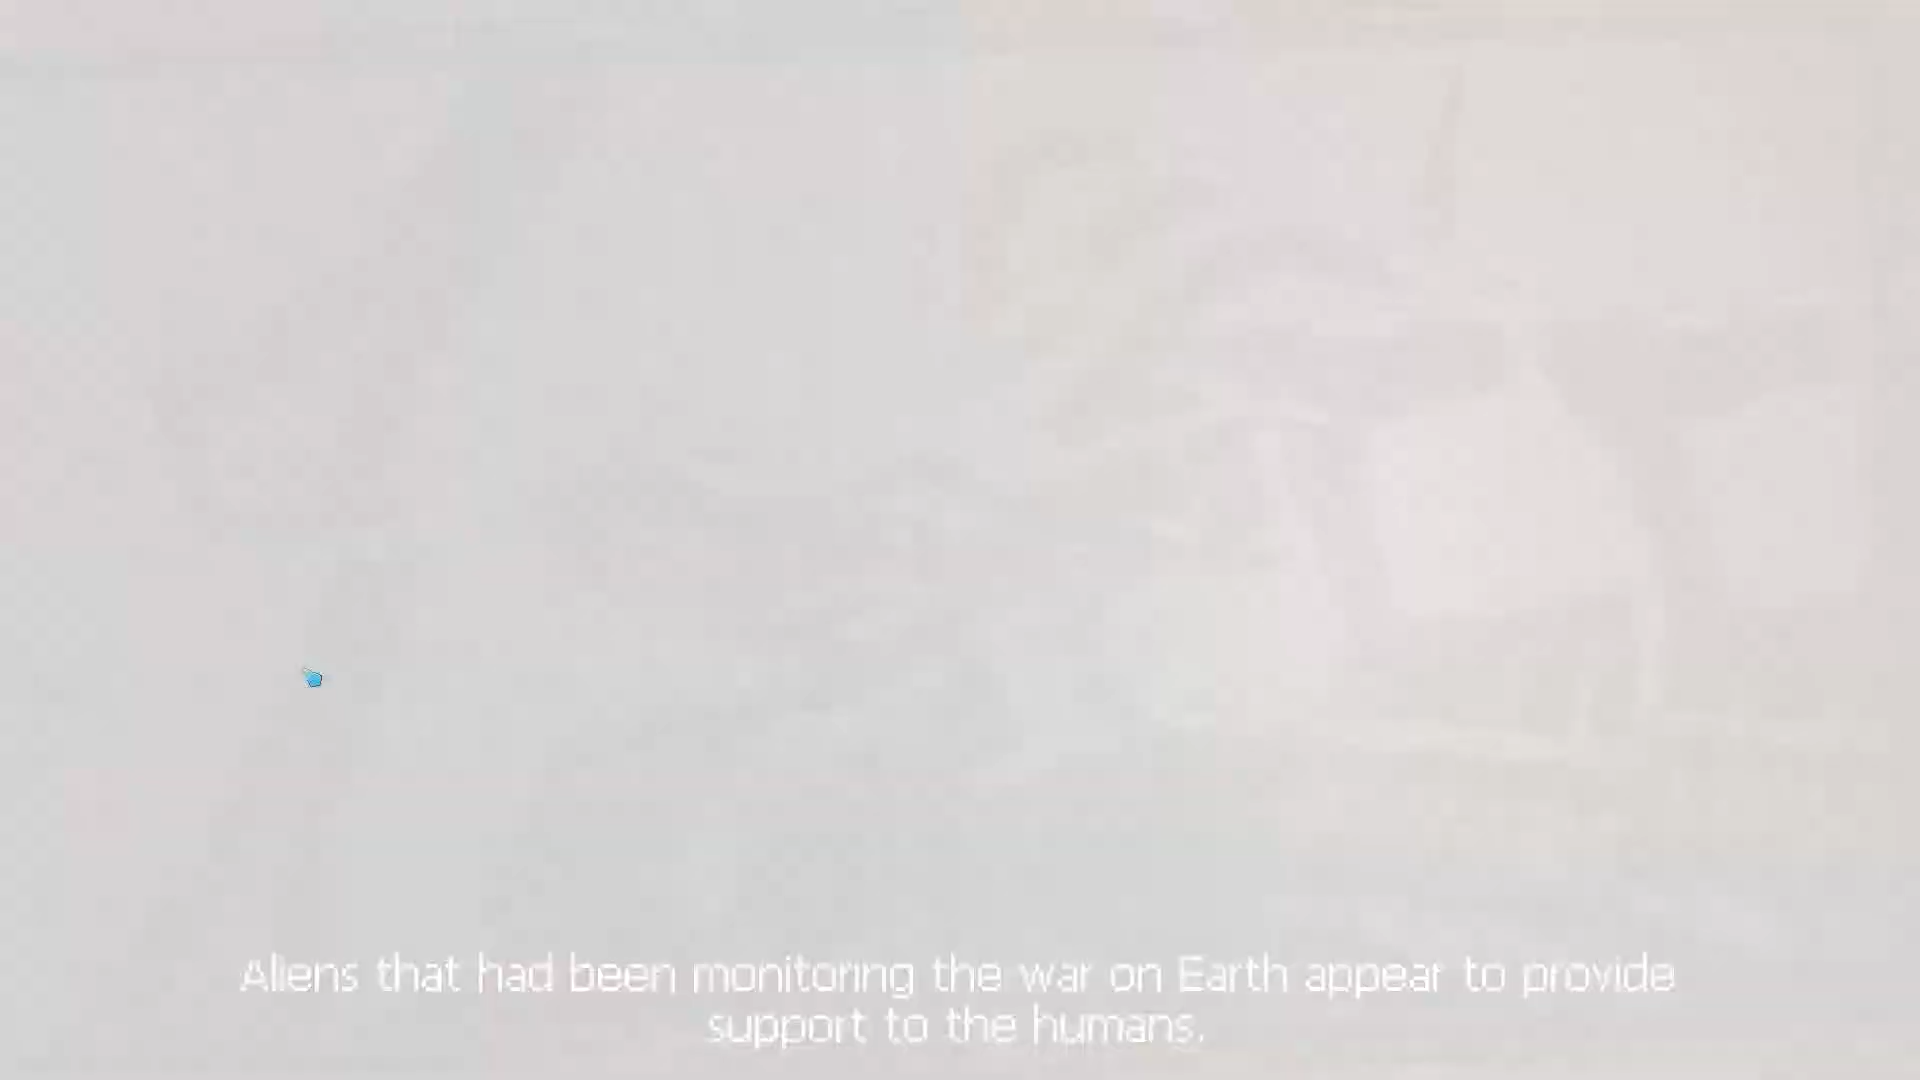 Aliens that had been monitoring the war on Earth appear to provide
support to the humans.